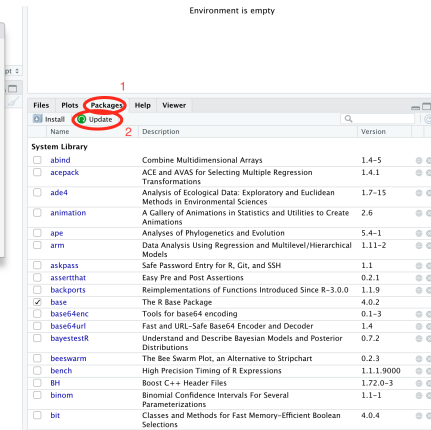 Environment is empty
pt
1
Files Plots Packages Help Viewer
Install Update
2
Name Description Version
System Library
abind Combine Multidimensional Arrays 1.4-5
acepack ACE and AVAS for Selecting Multiple Regression Transformations 1.4.1
ade4 Analysis of Ecological Data: Exploratory and Euclidean Methods in Environmental Sciences 1.7-15
animation A Gallery of Animations in Statistics and Utilities to Create Animations 2.6
ape Analyses of Phylogenetics and Evolution 5.4-1
arm Data Analysis Using Regression and Multilevel/Hierarchical Models 1.11-2
askpass Safe Password Entry for R, Git, and SSH 1.1
assertthat Easy Pre and Post Assertions 0.2.1
backports Reimplementations of Functions Introduced Since R-3.0.0 1.1.9
base The R Base Package 4.0.2
base64enc Tools for base64 encoding 0.1-3
base64url Fast and URL-Safe Base64 Encoder and Decoder 1.4
bayestestR Understand and Describe Bayesian Models and Posterior Distributions 0.7.2
beeswarm The Bee Swarm Plot, an Alternative to Stripchart 0.2.3
bench High Precision Timing of R Expressions 1.1.1.9000
BH Boost C++ Header Files 1.72.0-3
binom Binomial Confidence Intervals For Several Parameterizations 1.1-1
bit Classes and Methods for Fast Memory-Efficient Boolean Selections 4.0.4